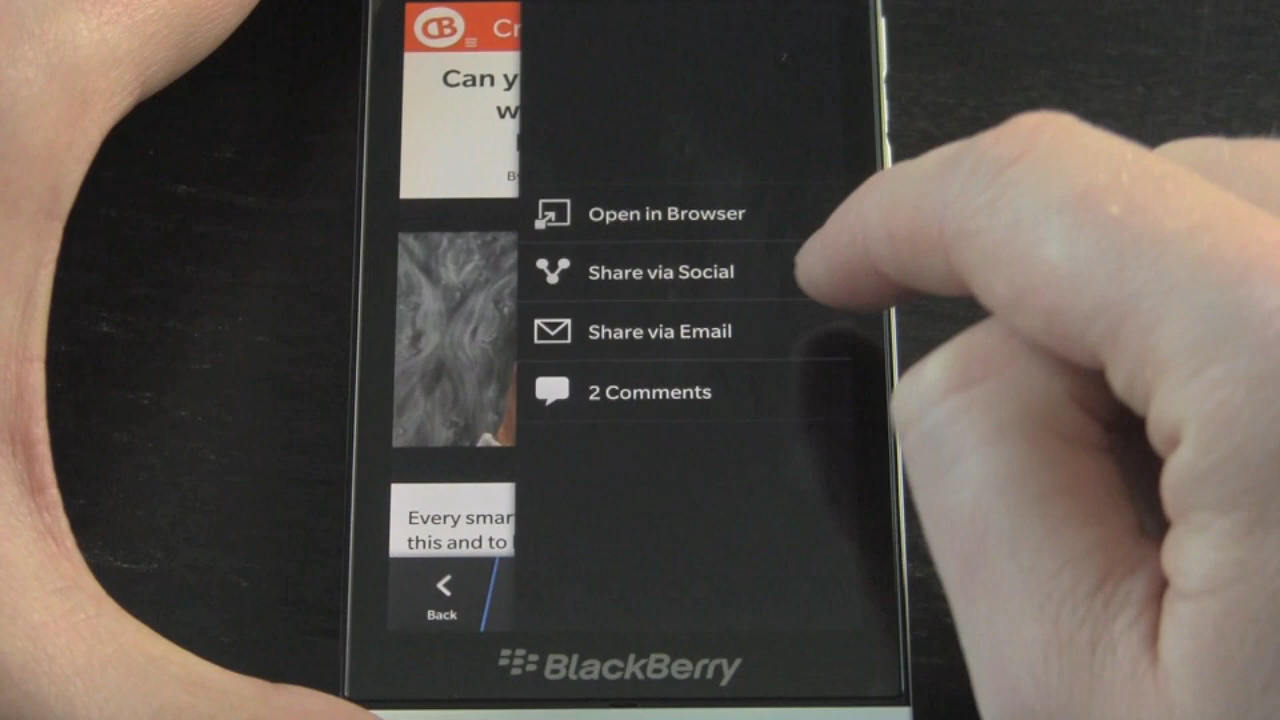 CB
Cr
Can y
w
B
Open in Browser
Share via Social
Share via Email
2 Comments
Every smar
this and to
Back
BlackBerry